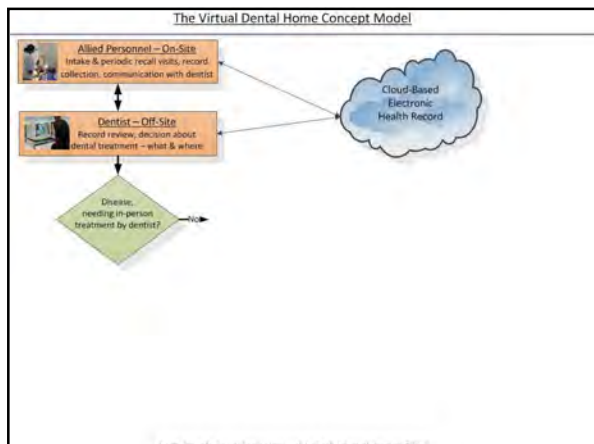 The Virtual Dental Home Concept Model
Allied Personnel – On-Site
Intake & periodic recall visits, record
collection, communication with dentist
Dentist – Off-Site
Record review, decision about
dental treatment – what & where
Cloud-Based
Electronic
Health Record
Disease,
needing in-person
treatment by dentist?
No